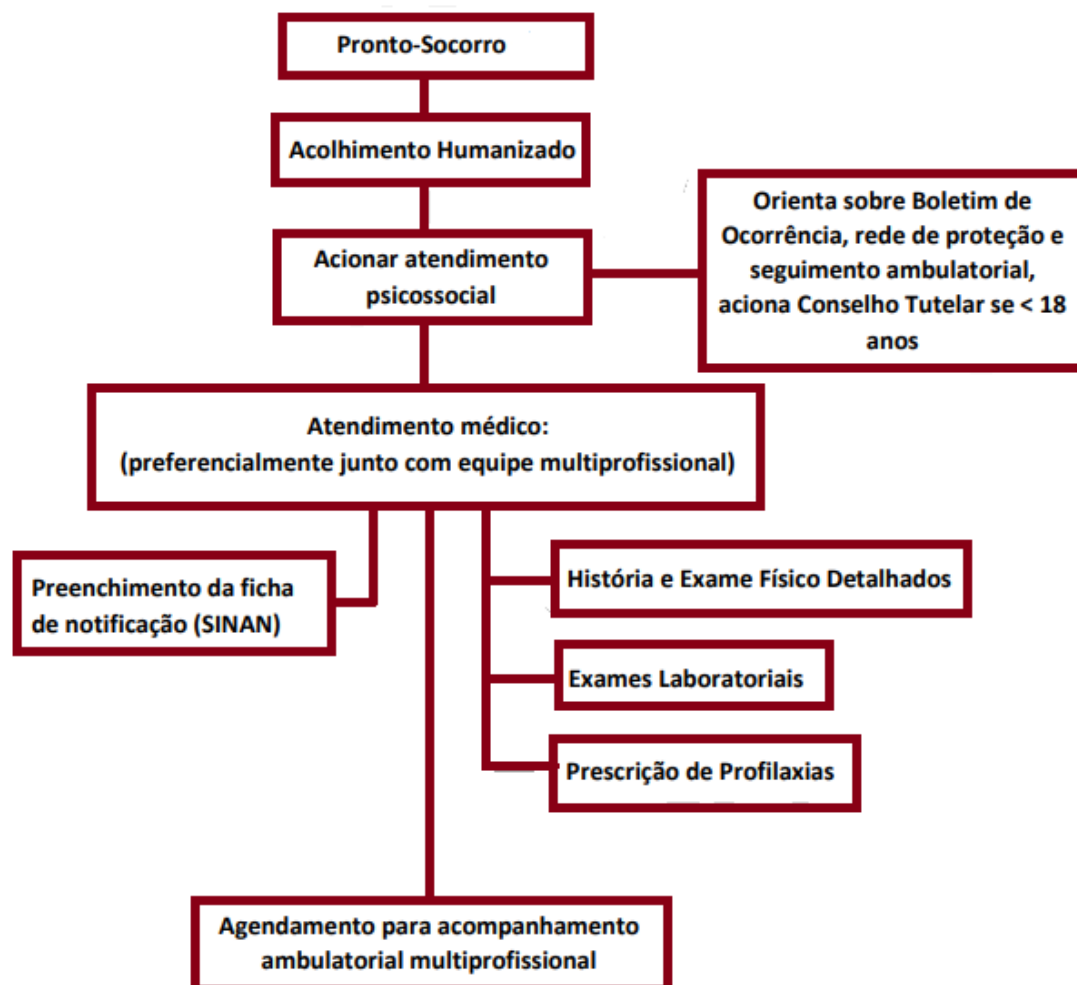 Pronto-Socorro
Acolhimento Humanizado
Acionar atendimento
psicossocial
Orienta sobre Boletim de
Ocorrência, rede de proteção e
seguimento ambulatorial,
aciona Conselho Tutelar se < 18
anos
Atendimento médico:
(preferencialmente junto com equipe multiprofissional)
Preenchimento da ficha
de notificação (SINAN)
História e Exame Físico Detalhados
Exames Laboratoriais
Prescrição de Profilaxias
Agendamento para acompanhamento
ambulatorial multiprofissional